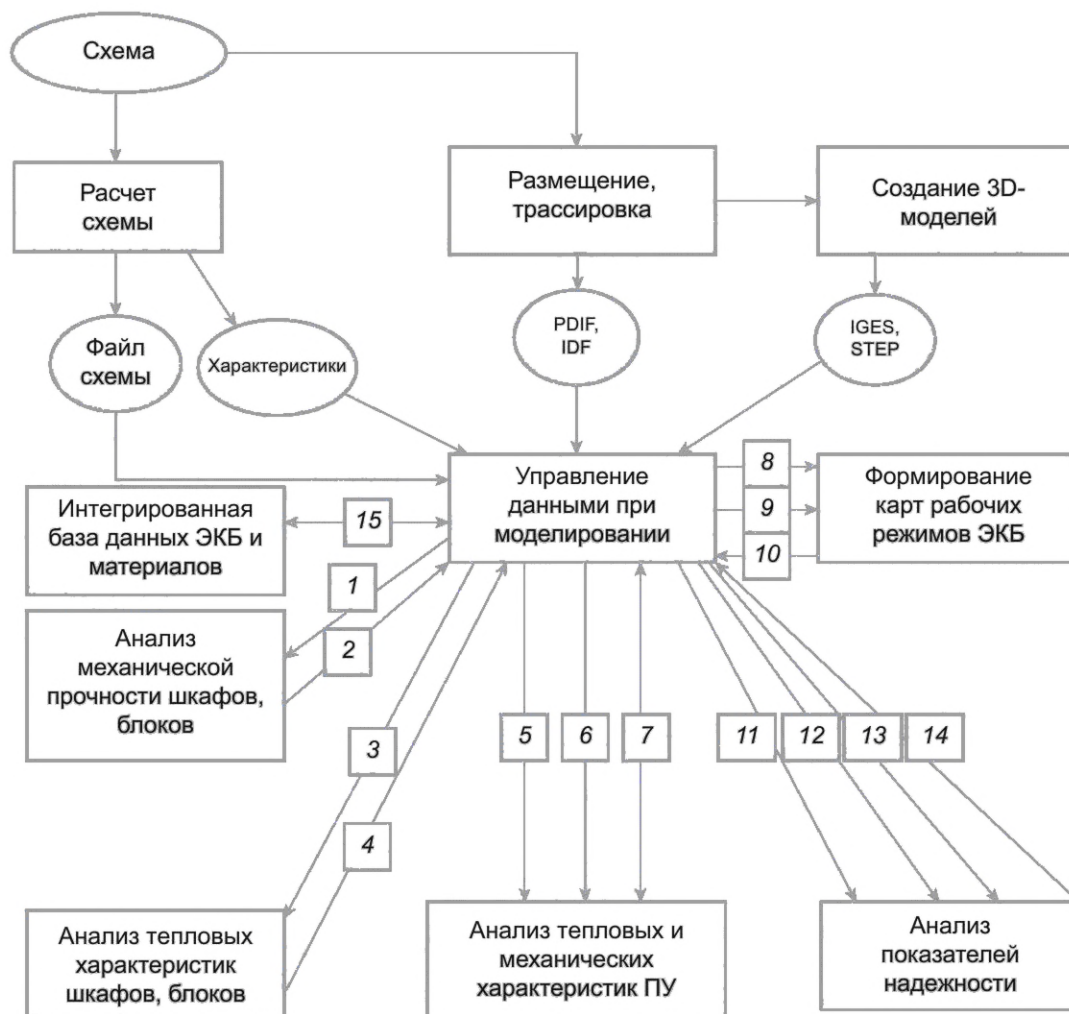 Схема
Расчет
схемы
Размещение,
трассировка
Создание 3D-
моделей
Файл
схемы
Характеристики
PDIF,
IDF
IGES,
STEP
Управление
данными при
моделировании
8
9
10
Формирование
карт рабочих
режимов ЭКБ
Интегрированная
база данных ЭКБ и
материалов
15
1
2
Анализ
механической
прочности шкафов,
блоков
3
4
5
6
7
11
12
13
14
Анализ тепловых
характеристик
шкафов, блоков
Анализ тепловых и
механических
характеристик ПУ
Анализ
показателей
надежности